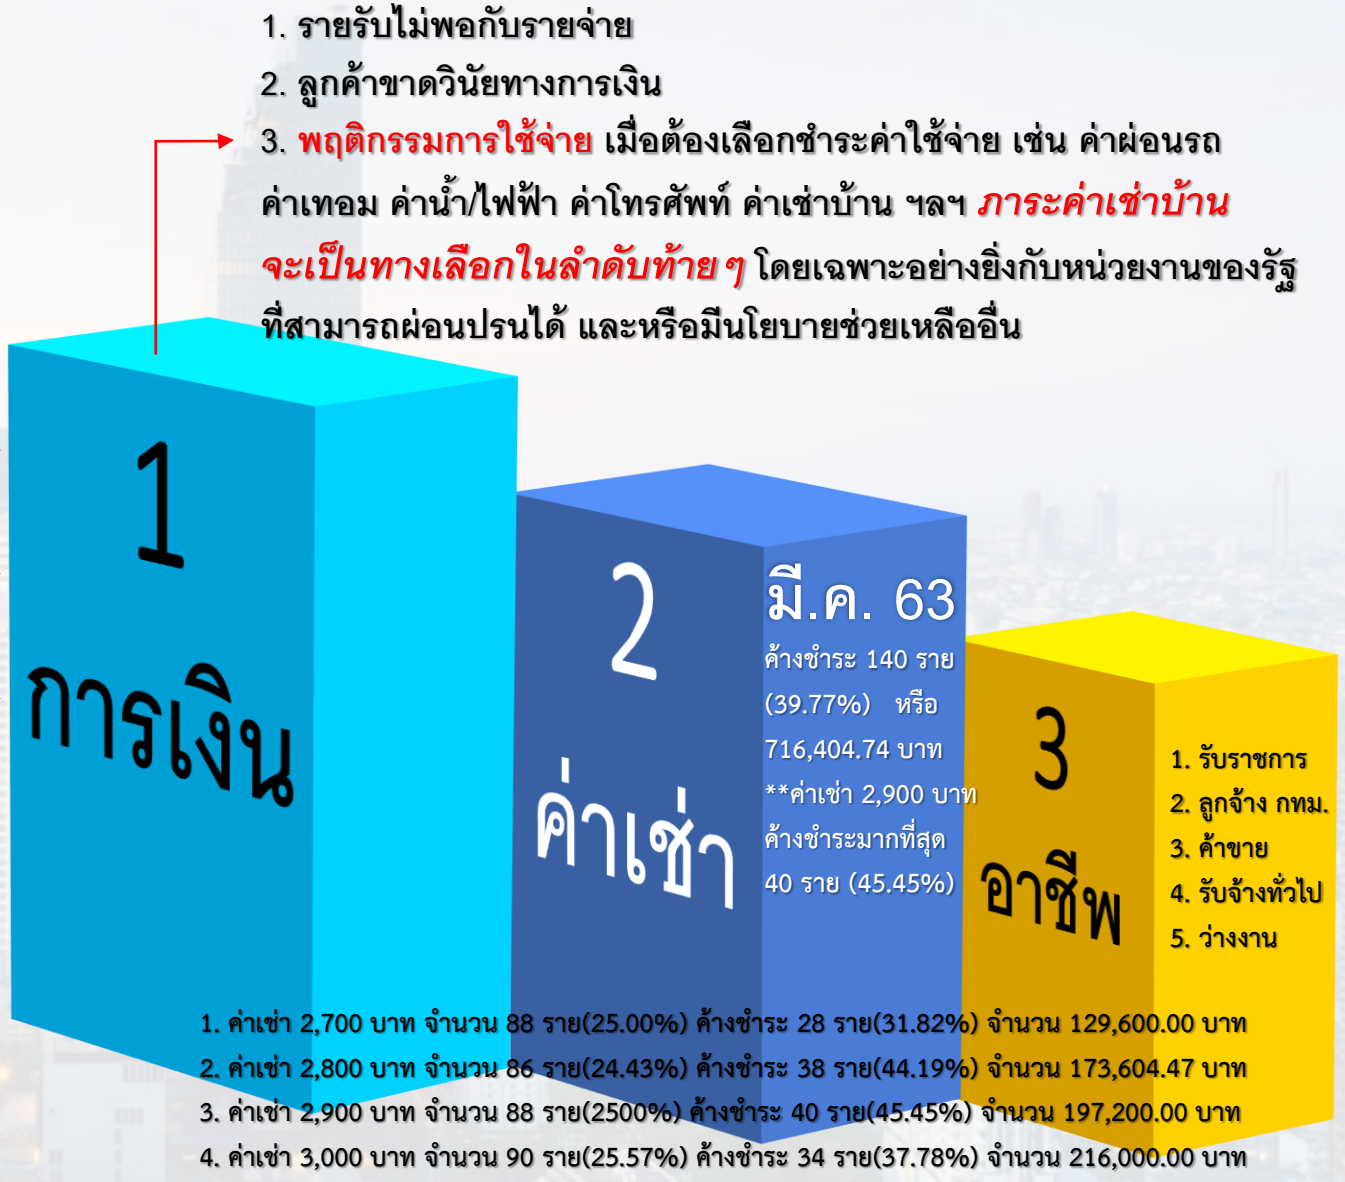 1. รายรับไม่พอกับรายจ่าย
2. ลูกค้าขาดวินัยทางการเงิน
3. พฤติกรรมการใช้จ่าย เมื่อต้องเลือกชำระค่าใช้จ่าย เช่น ค่าผ่อนรถ
ค่าเทอม ค่าน้ำ/ไฟฟ้า ค่าโทรศัพท์ ค่าเช่าบ้าน ฯลฯ ภาระค่าเช่าบ้าน
จะเป็นทางเลือกในลำดับท้าย ๆ โดยเฉพาะอย่างยิ่งกับหน่วยงานของรัฐ
ที่สามารถผ่อนปรนได้ และหรือมีนโยบายช่วยเหลืออื่น
1
การเงิน
2
ค่าเช่า
มี.ค. 63
ค้างชำระ 140 ราย
(39.77%) หรือ
716,404.74 บาท
**ค่าเช่า 2,900 บาท
ค้างชำระมากที่สุด
40 ราย (45.45%)
3
อาชีพ
1. รับราชการ
2. ลูกจ้าง กทม.
3. ค้าขาย
4. รับจ้างทั่วไป
5. ว่างงาน
1. ค่าเช่า 2,700 บาท จำนวน 88 ราย(25.00%) ค้างชำระ 28 ราย(31.82%) จำนวน 129,600.00 บาท
2. ค่าเช่า 2,800 บาท จำนวน 86 ราย(24.43%) ค้างชำระ 38 ราย(44.19%) จำนวน 173,604.47 บาท
3. ค่าเช่า 2,900 บาท จำนวน 88 ราย(2500%) ค้างชำระ 40 ราย(45.45%) จำนวน 197,200.00 บาท
4. ค่าเช่า 3,000 บาท จำนวน 90 ราย(25.57%) ค้างชำระ 34 ราย(37.78%) จำนวน 216,000.00 บาท